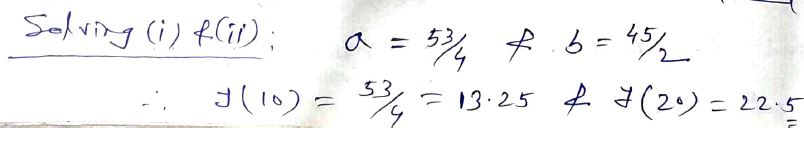 Solving (i) & (ii): a = 53/4 & b = 45/2
∴ y(10) = 53/4 = 13.25 & y(20) = 22.5